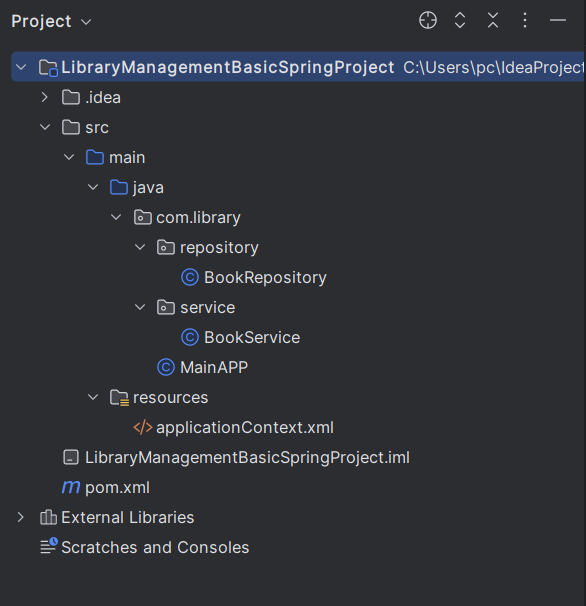 Project
LibraryManagementBasicSpringProject C:\Users\pc\IdeaProject
.idea
src
main
java
com.library
repository
BookRepository
service
BookService
MainAPP
resources
applicationContext.xml
LibraryManagementBasicSpringProject.iml
pom.xml
External Libraries
Scratches and Consoles